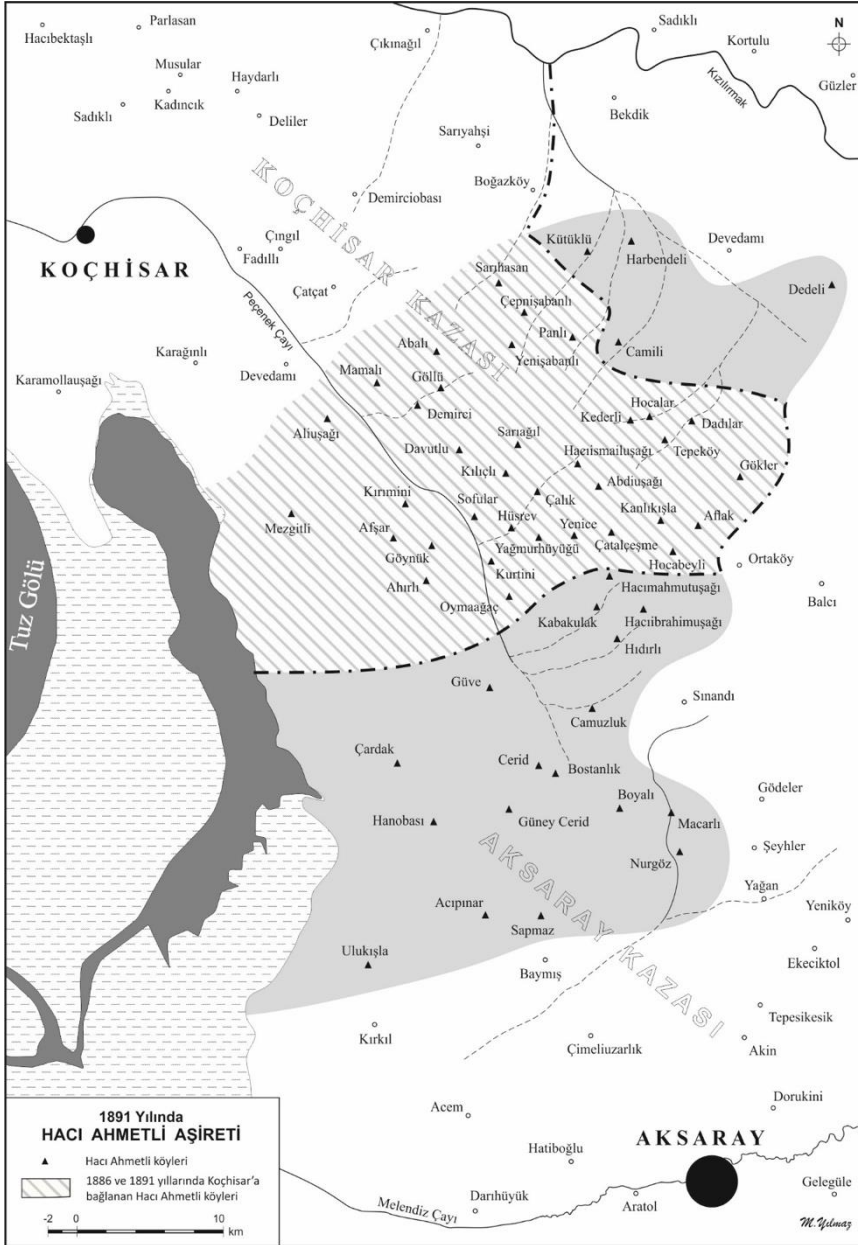 Hacıbektaşlı
Parlasan
Çıkınağıl
Sadıklı
N
Kortulu
Musular
Haydarlı
Kızılırmak
Güzler
Sadıklı
Kadıncık
Deliler
Bekdik
Sarıyahşi
KOÇHİSAR KAZASI
Demirciobası
Boğazköy
KOÇHİSAR
Çıngıl
Fadıllı
Kütüklü
Harbendeli
Devedamı
Çatçat
Sarıhasan
Dedeli
Peçenek Çayı
Çepnişabanlı
Panlı
Camili
Abalı
Yenişabanlı
Karağınlı
Devedamı
Mamalı
Göllü
Karamollauşağı
Demirci
Hocalar
Kederli
Dadılar
Aliuşağı
Sarıağıl
Tepeköy
Davutlu
Hacıismailuşağı
Gökler
Kılıçlı
Abdiuşağı
Kırımini
Çalık
Sofular
Kanlıkışla
Mezgitli
Hüsrev
Yenice
Aflak
Afşar
Yağmurhüyüğü
Çatalçeşme
Göynük
Hocabeyli
Ortaköy
Kurtini
Ahırlı
Hacımahmutuşağı
Balcı
Oymaağaç
Kabakulak
Hacıibrahimuşağı
Tuz Gölü
Hıdırlı
Güve
Sınandı
Camuzluk
Çardak
Cerid
Bostanlık
Gödeler
Boyalı
Hanobası
Güney Cerid
Macarlı
AKSARAY KAZASI
Şeyhler
Nurgöz
Yağan
Acıpınar
Sapmaz
Yeniköy
Ulukışla
Baymış
Ekeciktol
Tepesikesik
Kırkıl
Çimeliuzarlık
Akin
Acem
Dorukini
AKSARAY
Hatiboğlu
Melendiz Çayı
Darıhüyük
Aratol
Gelegüle
M.Yılmaz
1891 Yılında
HACI AHMETLİ AŞİRETİ
Hacı Ahmetli köyleri
1886 ve 1891 yıllarında Koçhisar'a
bağlanan Hacı Ahmetli köyleri
-2 0 10
km